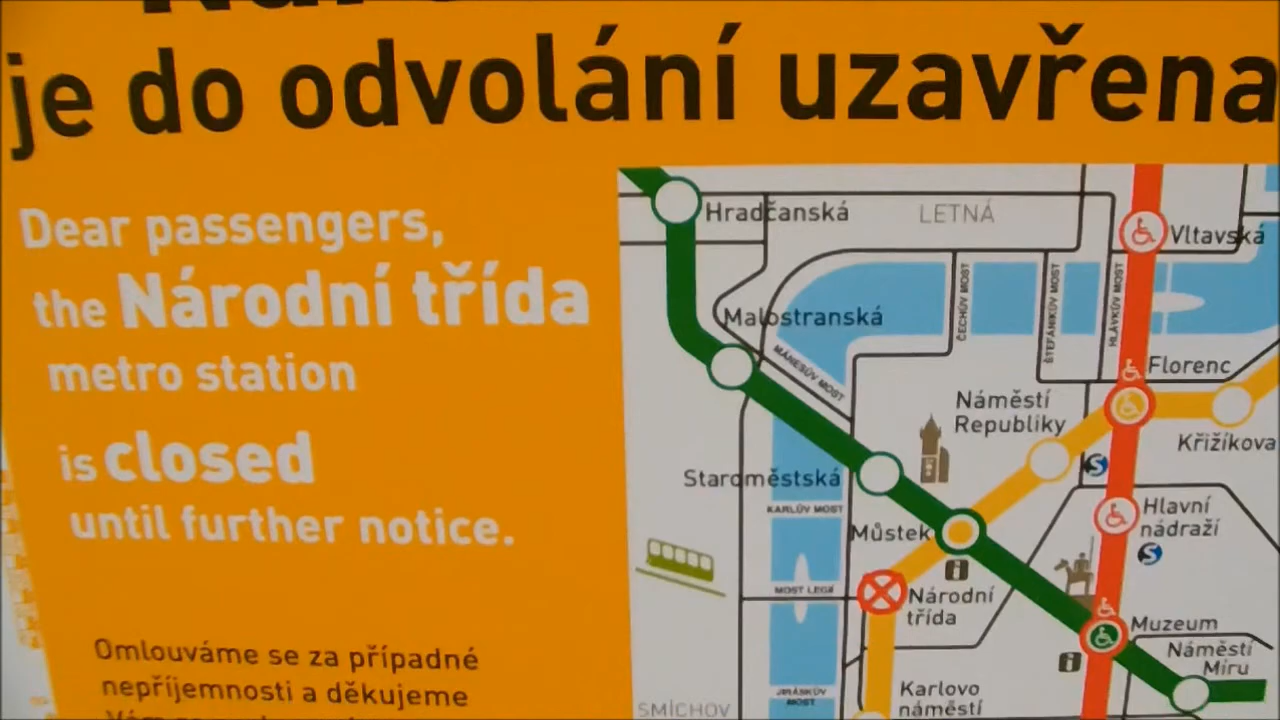 je do odvolání uzavřena
Dear passengers,
the Národní třída
metro station
is closed
until further notice.
Omlouváme se za případné
nepříjemnosti a děkujeme
Hradčanská
LETNÁ
Vltavská
Malostranská
MÁNESŮV MOST
ČECHŮV MOST
ŠTEFÁNIKŮV MOST
HLÁVKŮV MOST
Florenc
Náměstí
Republiky
Křižíkova
Staroměstská
KARLŮV MOST
Můstek
Hlavní
nádraží
MOST LEGIÍ
Národní
třída
Muzeum
Náměstí
Míru
JIRÁSKŮV
MOST
Karlovo
náměstí
SMÍCHOV